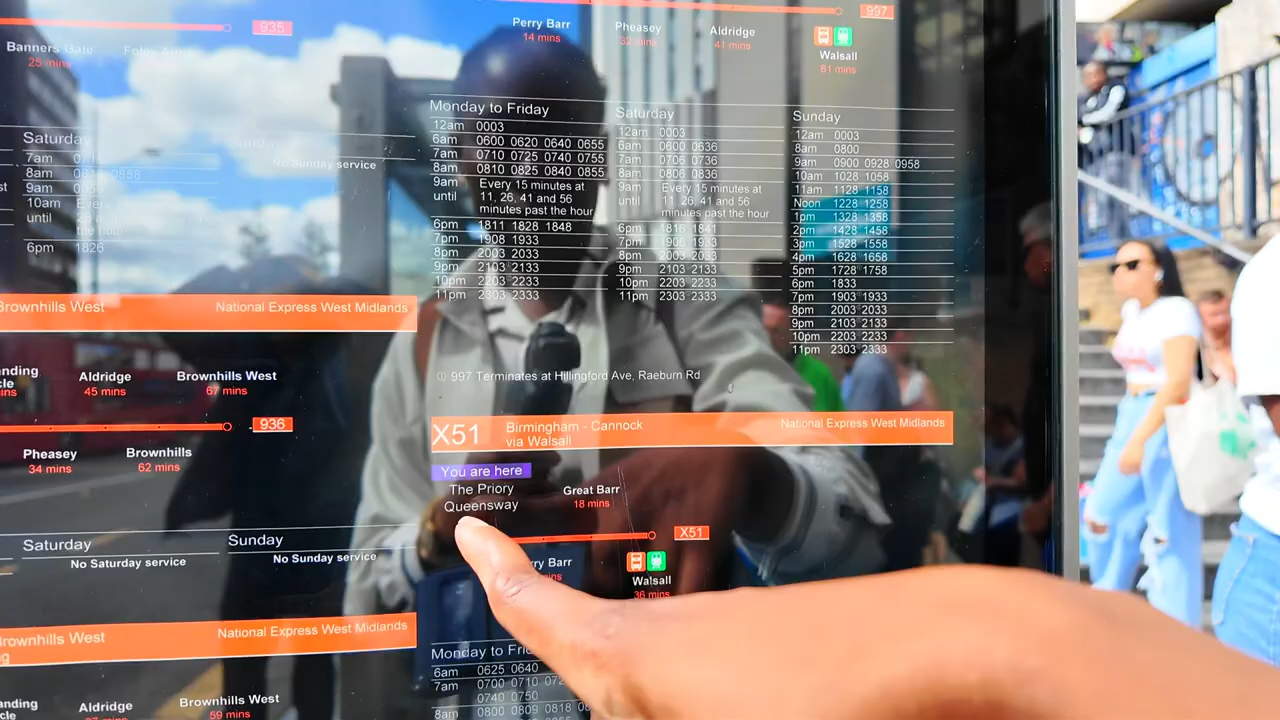 935
Banners Gate
25 mins
Saturday
7am
8am 0858
9am
10am
until
the hour
6pm 1826
No Sunday service
Brownhills West National Express West Midlands
Aldridge Brownhills West
45 mins 67 mins
936
Pheasey Brownhills
34 mins 62 mins
Saturday Sunday
No Saturday service No Sunday service
Brownhills West National Express West Midlands
Aldridge Brownhills West
59 mins
997
Perry Barr Pheasey Aldridge
14 mins 32 mins 41 mins
Walsall
61 mins
Monday to Friday
12am 0003
6am 0600 0620 0640 0655
7am 0710 0725 0740 0755
8am 0810 0825 0840 0855
9am Every 15 minutes at
until 11, 26, 41 and 56
minutes past the hour
6pm 1811 1828 1848
7pm 1908 1933
8pm 2003 2033
9pm 2103 2133
10pm 2203 2233
11pm 2303 2333
Saturday
12am 0003
6am 0600 0636
7am 0706 0736
8am 0806 0836
9am Every 15 minutes at
until 11, 26, 41 and 56
minutes past the hour
6pm 1816 1841
7pm 1906 1933
8pm 2003 2033
9pm 2103 2133
10pm 2203 2233
11pm 2303 2333
Sunday
12am 0003
8am 0800
9am 0900 0928 0958
10am 1028 1058
11am 1128 1158
Noon 1228 1258
1pm 1328 1358
2pm 1428 1458
3pm 1528 1558
4pm 1628 1658
5pm 1728 1758
6pm 1833
7pm 1903 1933
8pm 2003 2033
9pm 2103 2133
10pm 2203 2233
11pm 2303 2333
997 Terminates at Hillingford Ave, Raeburn Rd
X51 Birmingham - Cannock
via Walsall
National Express West Midlands
You are here
The Priory
Queensway
Great Barr
18 mins
X51
Walsall
36 mins
Monday to
6am 0625 0640
7am 0700 0710
0740 0750
8am 0800 0809 0818